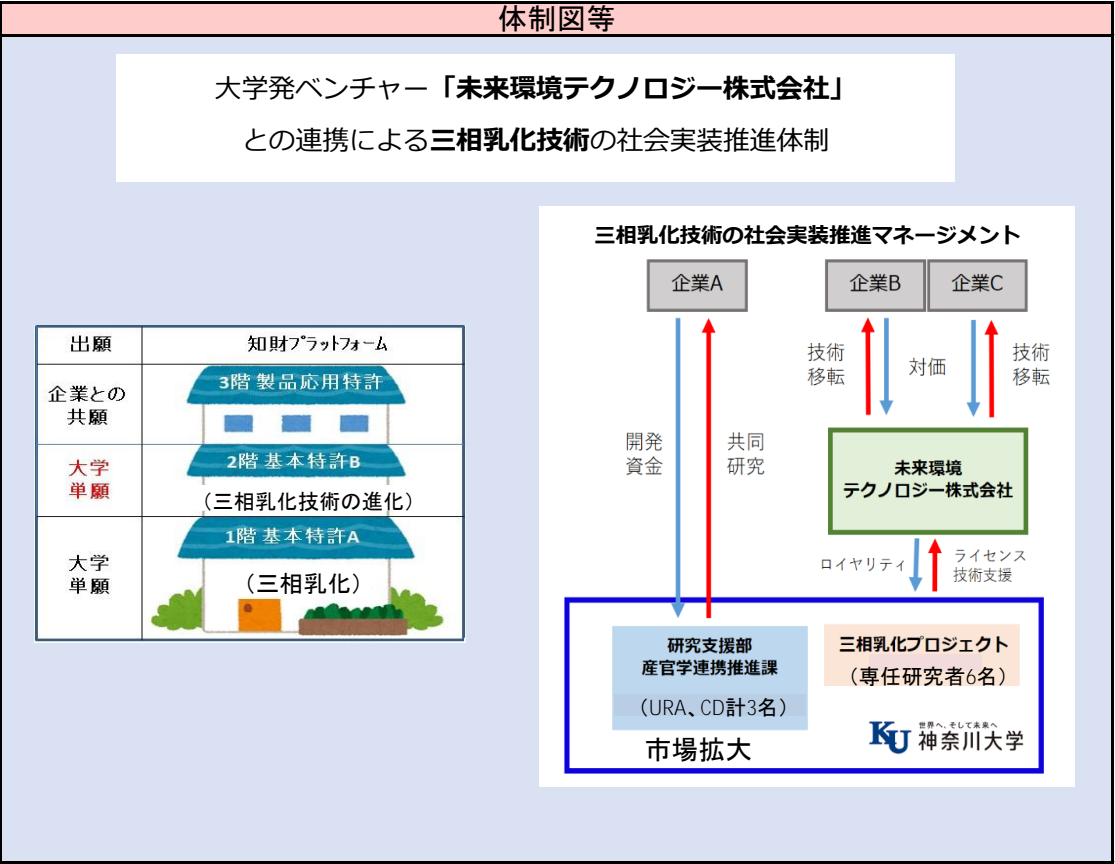 体制図等
大学発ベンチャー「未来環境テクノロジー株式会社」
との連携による三相乳化技術の社会実装推進体制
出願
知財プラットフォーム
企業との
共願
3階 製品応用特許
大学
単願
2階 基本特許B
（三相乳化技術の進化）
大学
単願
1階 基本特許A
（三相乳化）
三相乳化技術の社会実装推進マネージメント
企業A
企業B
企業C
技術
移転
対価
技術
移転
開発
資金
共同
研究
未来環境
テクノロジー株式会社
ロイヤリティ
ライセンス
技術支援
研究支援部
産官学連携推進課
（URA、CD計3名）
市場拡大
三相乳化プロジェクト
（専任研究者6名）
KU
世界へ、そして未来へ
神奈川大学